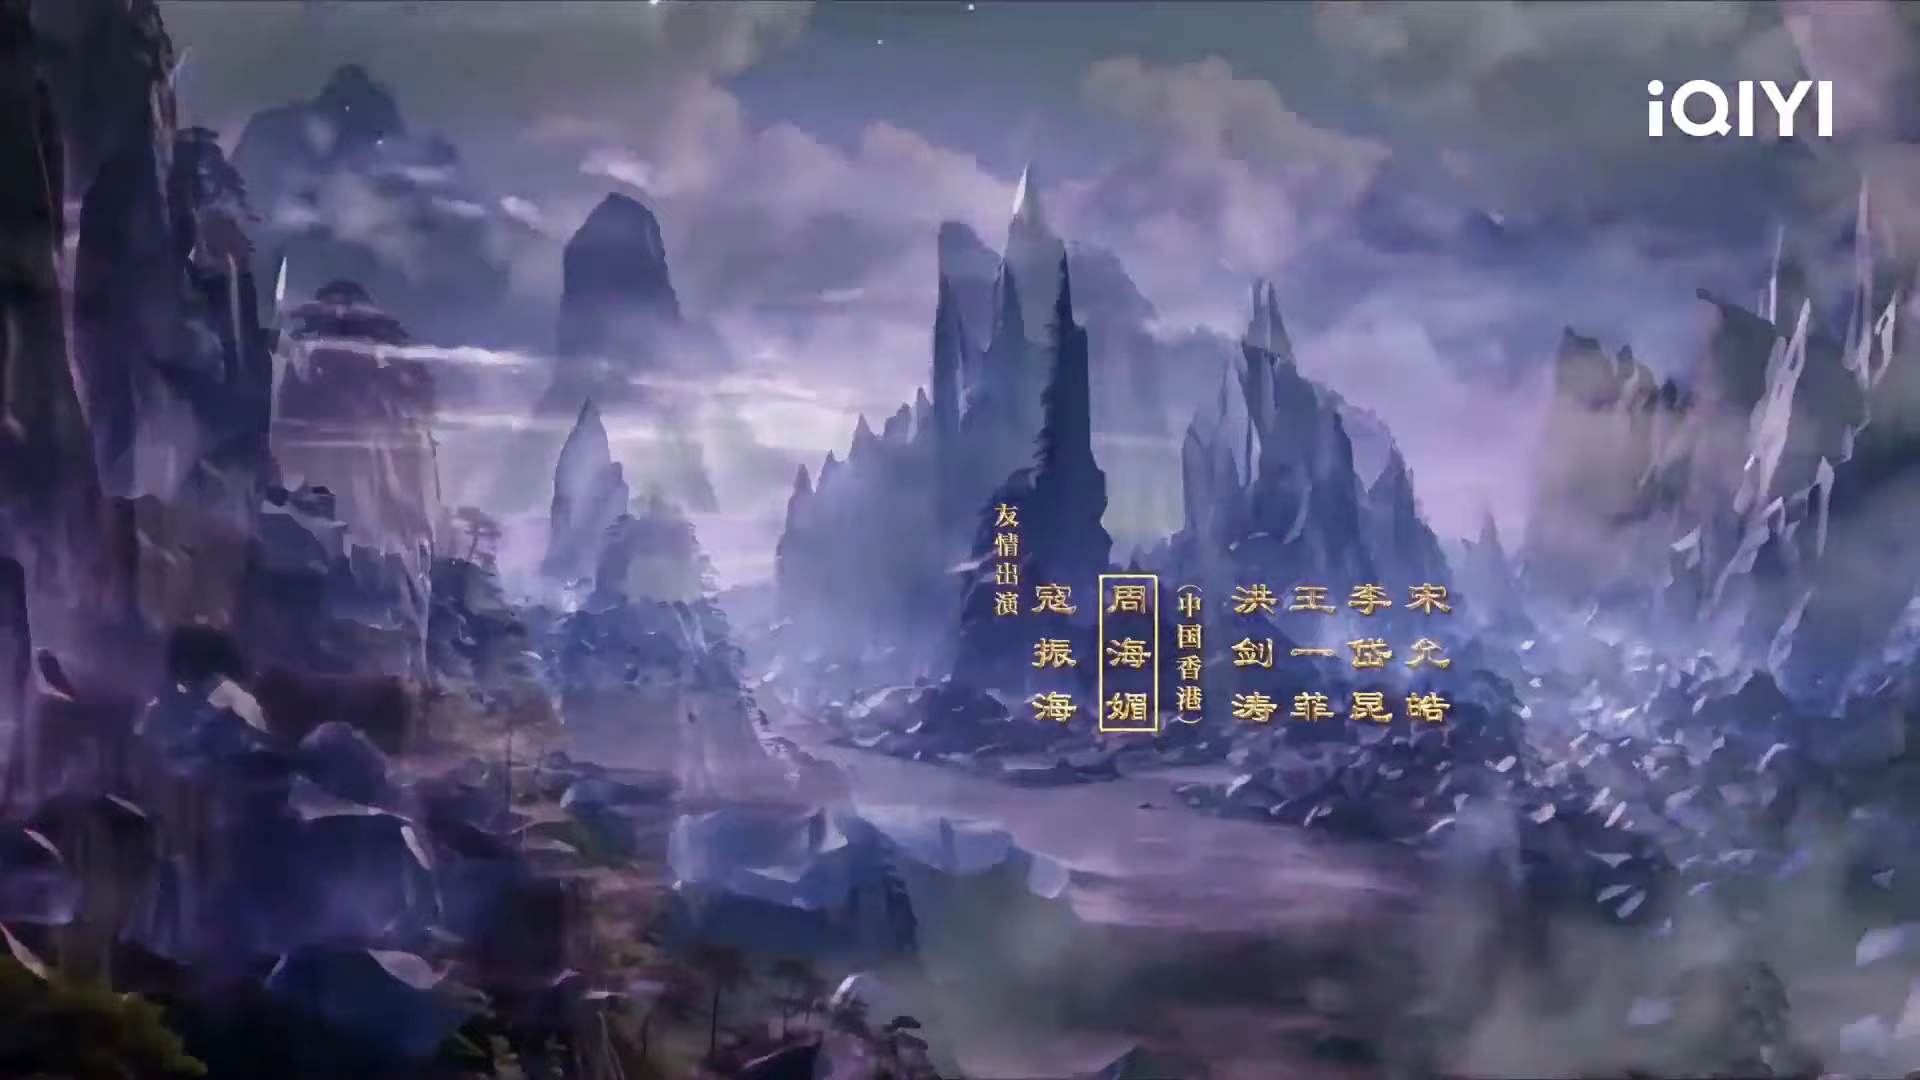 iQIYI
宋允皓
李岱昆
王一菲
洪剑涛
（中国香港）
周海媚
寇振海
友情出演